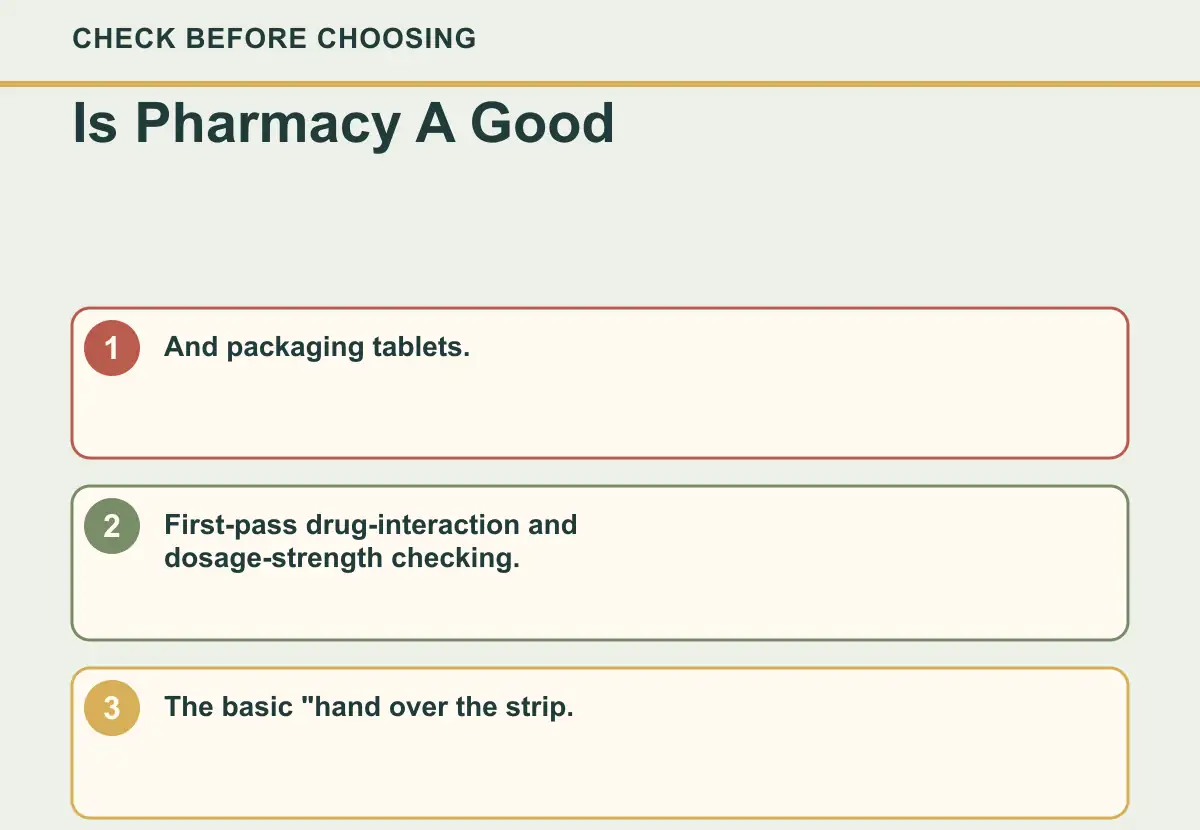 CHECK BEFORE CHOOSING
Is Pharmacy A Good
1
And packaging tablets.
2
First-pass drug-interaction and
dosage-strength checking.
3
The basic "hand over the strip.